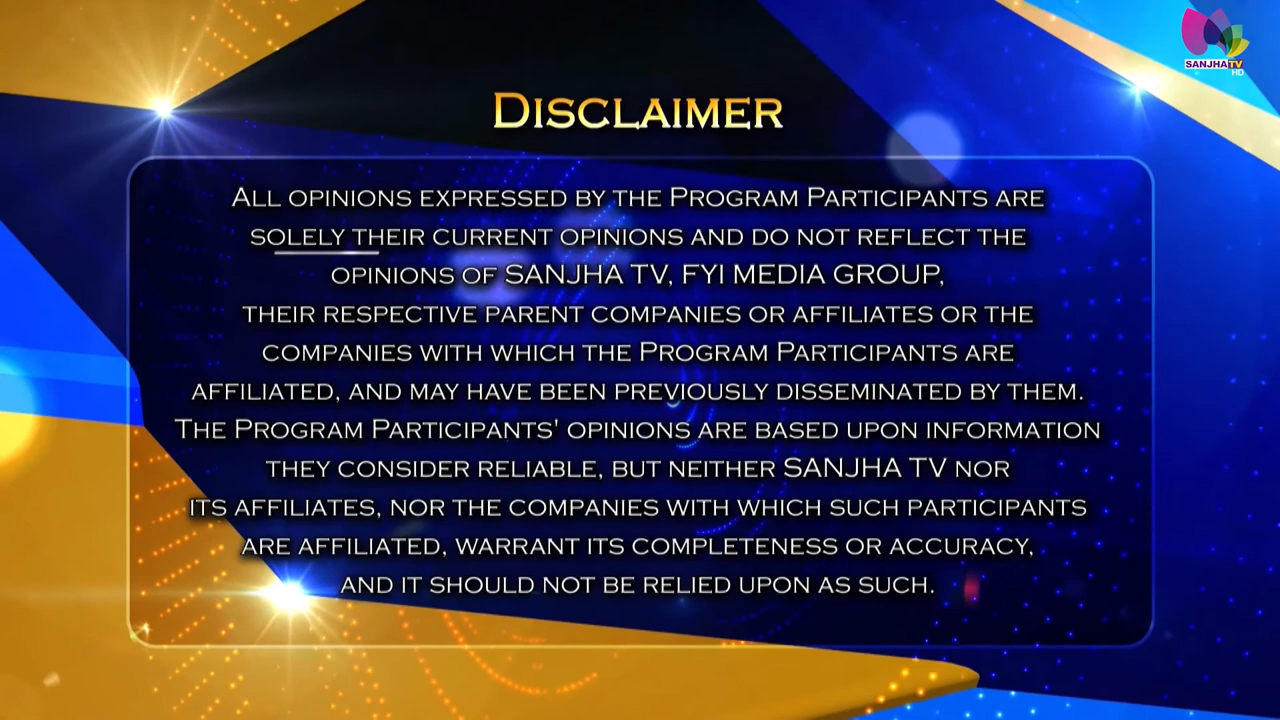 SANJHA TV
HD
DISCLAIMER
ALL OPINIONS EXPRESSED BY THE PROGRAM PARTICIPANTS ARE
SOLELY THEIR CURRENT OPINIONS AND DO NOT REFLECT THE
OPINIONS OF SANJHA TV, FYI MEDIA GROUP,
THEIR RESPECTIVE PARENT COMPANIES OR AFFILIATES OR THE
COMPANIES WITH WHICH THE PROGRAM PARTICIPANTS ARE
AFFILIATED, AND MAY HAVE BEEN PREVIOUSLY DISSEMINATED BY THEM.
THE PROGRAM PARTICIPANTS' OPINIONS ARE BASED UPON INFORMATION
THEY CONSIDER RELIABLE, BUT NEITHER SANJHA TV NOR
ITS AFFILIATES, NOR THE COMPANIES WITH WHICH SUCH PARTICIPANTS
ARE AFFILIATED, WARRANT ITS COMPLETENESS OR ACCURACY,
AND IT SHOULD NOT BE RELIED UPON AS SUCH.